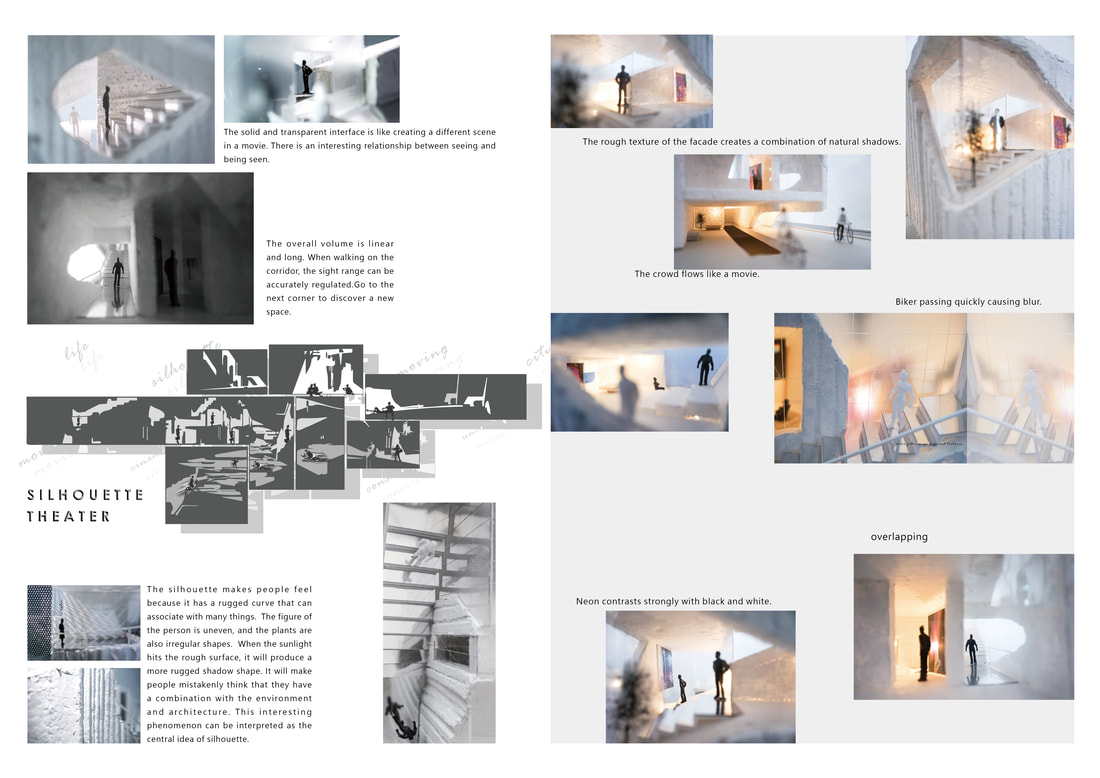 The solid and transparent interface is like creating a different scene
in a movie. There is an interesting relationship between seeing and
being seen.
The overall volume is linear
and long. When walking on the
corridor, the sight range can be
accurately regulated.Go to the
next corner to discover a new
space.
life
life
silhouette
moving
city
SILHOUETTE
THEATER
The silhouette makes people feel
because it has a rugged curve that can
associate with many things. The figure of
the person is uneven, and the plants are
also irregular shapes. When the sunlight
hits the rough surface, it will produce a
more rugged shadow shape. It will make
people mistakenly think that they have
a combination with the environment
and architecture. This interesting
phenomenon can be interpreted as the
central idea of silhouette.
The rough texture of the facade creates a combination of natural shadows.
The crowd flows like a movie.
Biker passing quickly causing blur.
overlapping
Neon contrasts strongly with black and white.